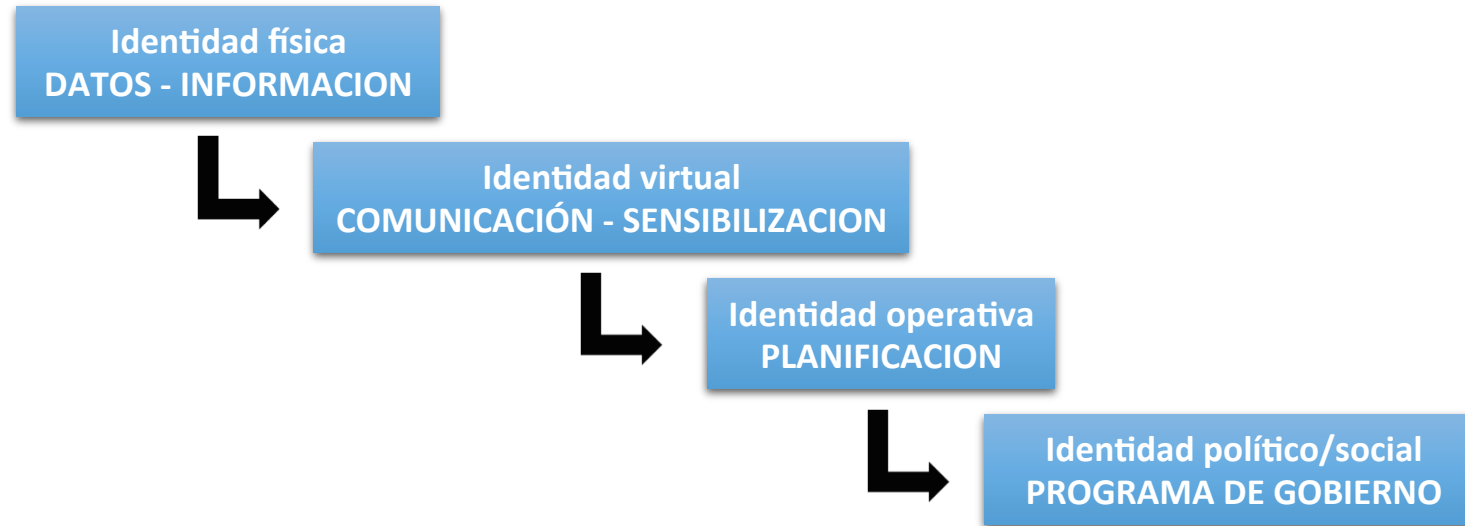 Identidad física
DATOS - INFORMACION
Identidad virtual
COMUNICACIÓN - SENSIBILIZACION
Identidad operativa
PLANIFICACION
Identidad político/social
PROGRAMA DE GOBIERNO